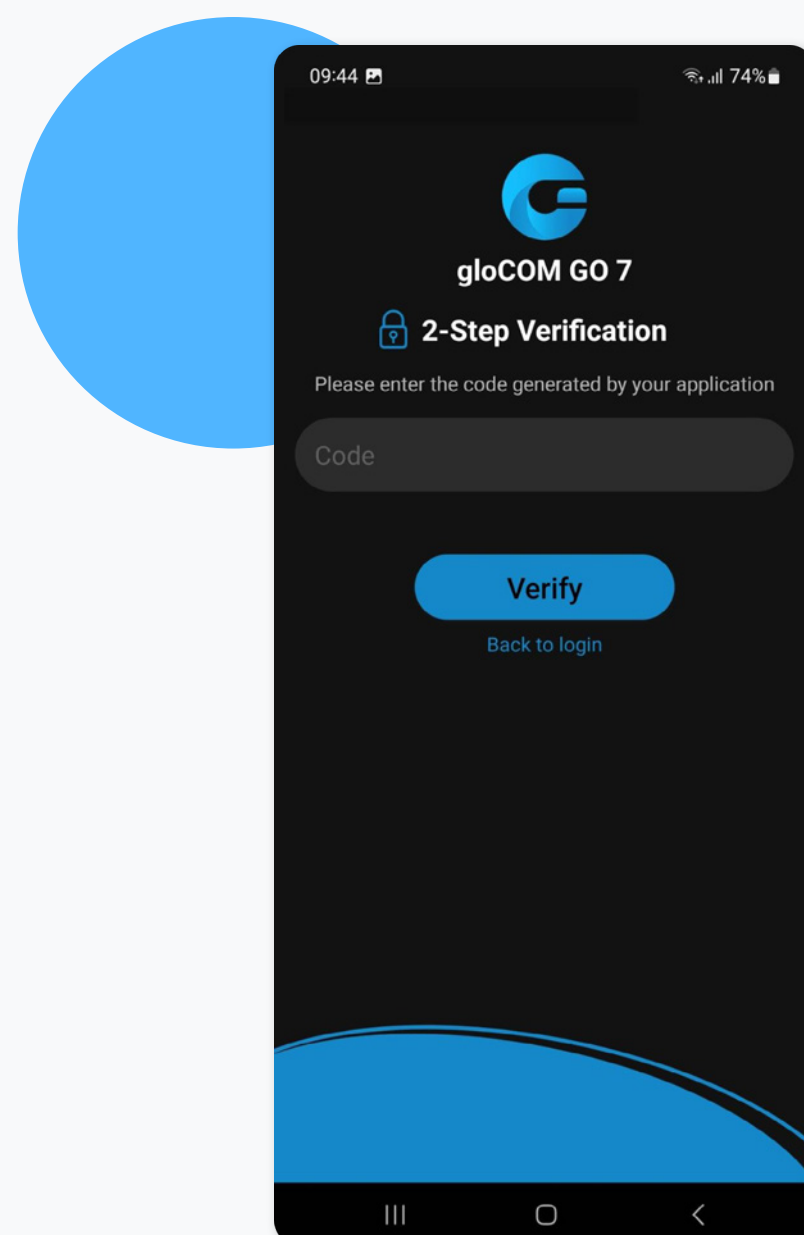 09:44 74%
gloCOM GO 7
2-Step Verification
Please enter the code generated by your application
Code
Verify
Back to login